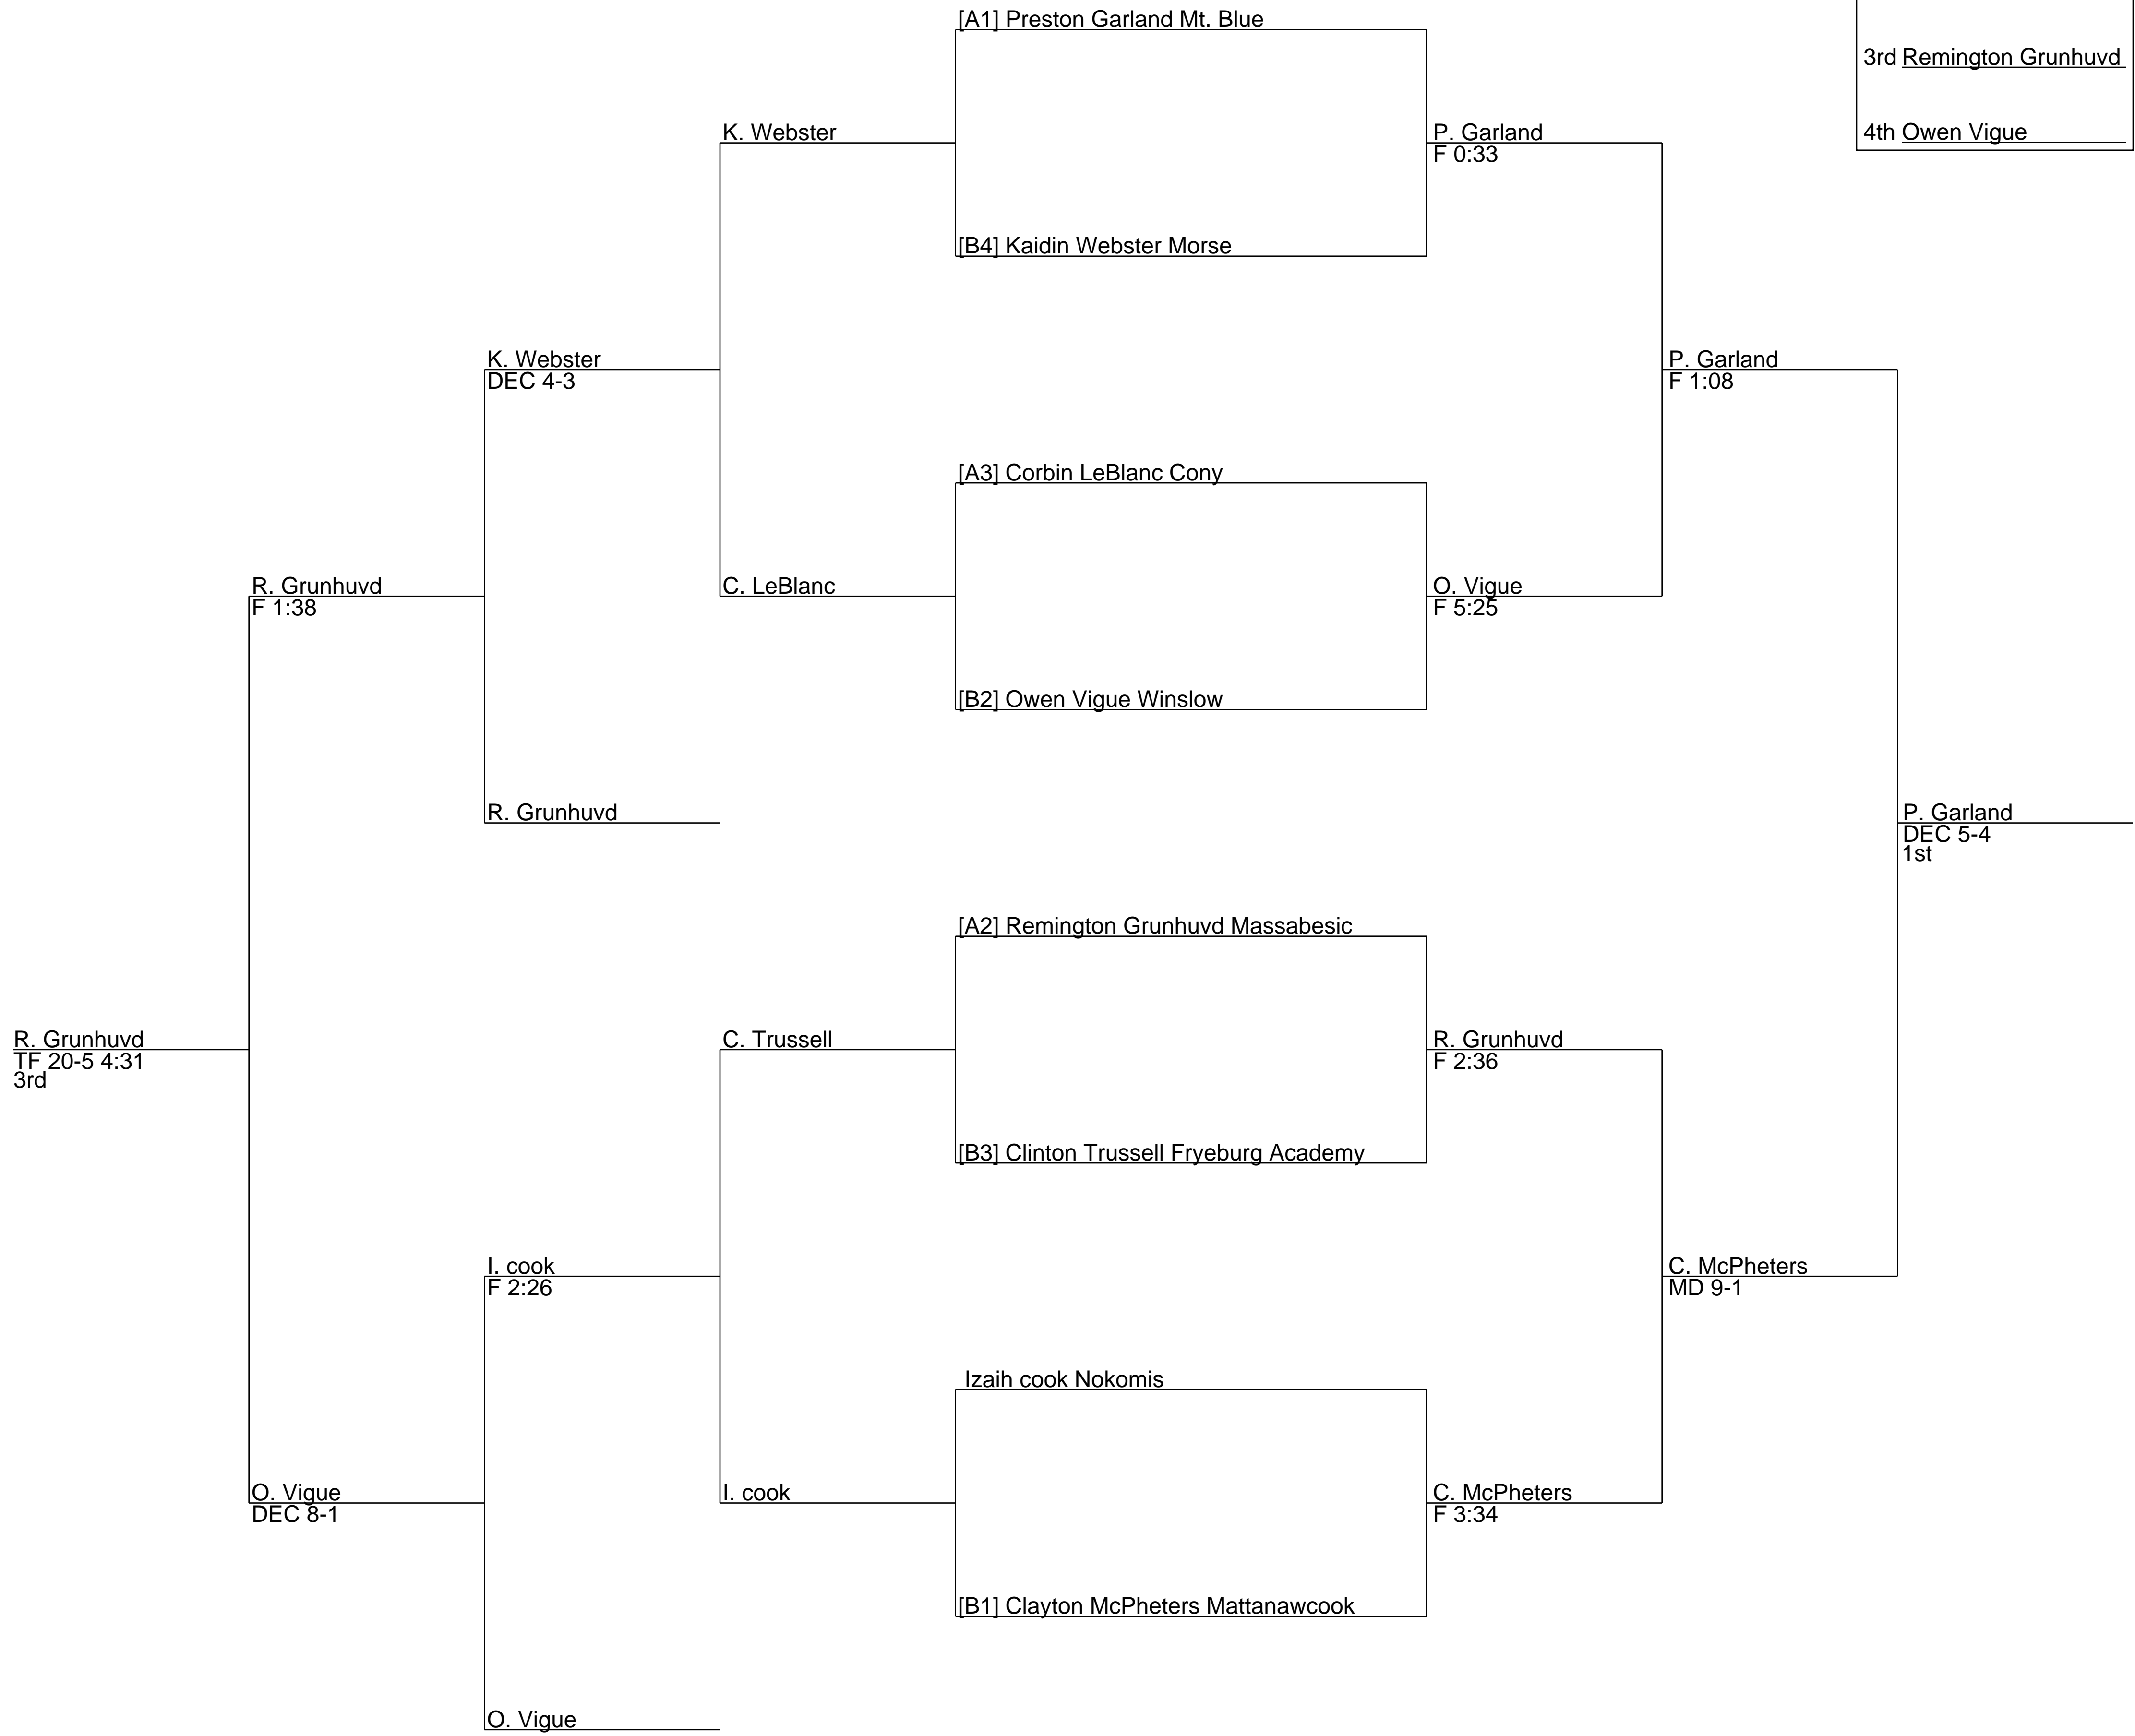 [A1] Preston Garland Mt. Blue
3rd Remington Grunhuvd
4th Owen Vigue
K. Webster
P. Garland
F 0:33
[B4] Kaidin Webster Morse
K. Webster
DEC 4-3
P. Garland
F 1:08
[A3] Corbin LeBlanc Cony
R. Grunhuvd
F 1:38
C. LeBlanc
O. Vigue
F 5:25
[B2] Owen Vigue Winslow
R. Grunhuvd
P. Garland
DEC 5-4
1st
[A2] Remington Grunhuvd Massabesic
R. Grunhuvd
TF 20-5 4:31
3rd
C. Trussell
R. Grunhuvd
F 2:36
[B3] Clinton Trussell Fryeburg Academy
I. cook
F 2:26
C. McPheters
MD 9-1
Izaih cook Nokomis
O. Vigue
DEC 8-1
I. cook
C. McPheters
F 3:34
[B1] Clayton McPheters Mattanawcook
O. Vigue